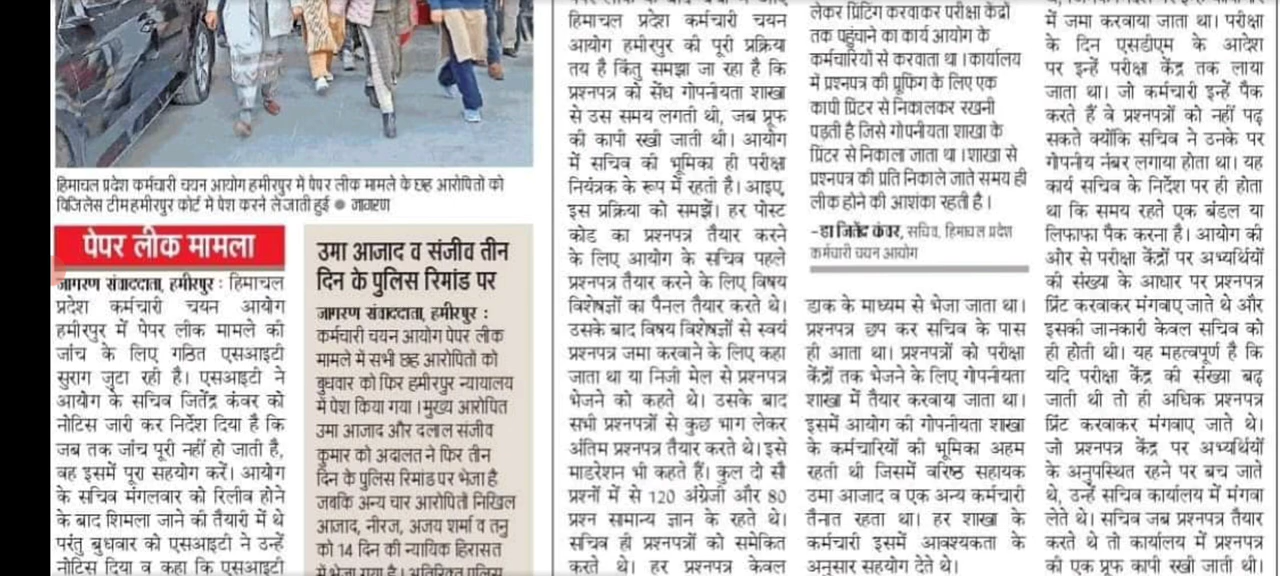 हिमाचल प्रदेश कर्मचारी चयन आयोग हमीरपुर में पेपर लीक मामले के छह आरोपितों को
विजिलेंस टीम हमीरपुर कोर्ट में पेश करने ले जाती हुई ● जागरण
पेपर लीक मामला
जागरण संवाददाता, हमीरपुर : हिमाचल
प्रदेश कर्मचारी चयन आयोग
हमीरपुर में पेपर लीक मामले की
जांच के लिए गठित एसआइटी
सुराग जुटा रही है। एसआइटी ने
आयोग के सचिव जितेंद्र कंवर को
नोटिस जारी कर निर्देश दिया है कि
जब तक जांच पूरी नहीं हो जाती है,
वह इसमें पूरा सहयोग करें। आयोग
के सचिव मंगलवार को रिलीव होने
के बाद शिमला जाने की तैयारी में थे
परंतु बुधवार को एसआइटी ने उन्हें
नोटिस दिया व कहा कि एसआइटी
उमा आजाद व संजीव तीन
दिन के पुलिस रिमांड पर
जागरण संवाददाता, हमीरपुर :
कर्मचारी चयन आयोग पेपर लीक
मामले में सभी छह आरोपितों को
बुधवार को फिर हमीरपुर न्यायालय
में पेश किया गया। मुख्य आरोपित
उमा आजाद और दलाल संजीव
कुमार को अदालत ने फिर तीन
दिन के पुलिस रिमांड पर भेजा है
जबकि अन्य चार आरोपितों निखिल
आजाद, नीरज, अजय शर्मा व तनु
को 14 दिन की न्यायिक हिरासत
में भेजा गया है। अतिरिक्त पुलिस
हिमाचल प्रदेश कर्मचारी चयन
आयोग हमीरपुर की पूरी प्रक्रिया
तय है किंतु समझा जा रहा है कि
प्रश्नपत्र को सेंध गोपनीयता शाखा
से उस समय लगती थी, जब प्रूफ
की कापी रखी जाती थी। आयोग
में सचिव की भूमिका ही परीक्षा
नियंत्रक के रूप में रहती है। आइए,
इस प्रक्रिया को समझें। हर पोस्ट
कोड का प्रश्नपत्र तैयार करने
के लिए आयोग के सचिव पहले
प्रश्नपत्र तैयार करने के लिए विषय
विशेषज्ञों का पैनल तैयार करते थे।
उसके बाद विषय विशेषज्ञों से स्वयं
प्रश्नपत्र जमा करवाने के लिए कहा
जाता था या निजी मेल से प्रश्नपत्र
भेजने को कहते थे। उसके बाद
सभी प्रश्नपत्रों से कुछ भाग लेकर
अंतिम प्रश्नपत्र तैयार करते थे। इसे
माडरेशन भी कहते हैं। कुल दो सौ
प्रश्नों में से 120 अंग्रेजी और 80
प्रश्न सामान्य ज्ञान के रहते थे।
सचिव ही प्रश्नपत्रों को समेकित
करते थे। हर प्रश्नपत्र केवल
लेकर प्रिंटिंग करवाकर परीक्षा केंद्रों
तक पहुंचाने का कार्य आयोग के
कर्मचारियों से करवाता था। कार्यालय
में प्रश्नपत्र की प्रूफिंग के लिए एक
कापी प्रिंटर से निकालकर रखनी
पड़ती है जिसे गोपनीयता शाखा के
प्रिंटर से निकाला जाता था। शाखा से
प्रश्नपत्र की प्रति निकाले जाते समय ही
लीक होने की आशंका रहती है।
-डा जितेंद्र कंवर, सचिव, हिमाचल प्रदेश
कर्मचारी चयन आयोग
डाक के माध्यम से भेजा जाता था।
प्रश्नपत्र छप कर सचिव के पास
ही आता था। प्रश्नपत्रों को परीक्षा
केंद्रों तक भेजने के लिए गोपनीयता
शाखा में तैयार करवाया जाता था।
इसमें आयोग की गोपनीयता शाखा
के कर्मचारियों की भूमिका अहम
रहती थी जिसमें वरिष्ठ सहायक
उमा आजाद व एक अन्य कर्मचारी
तैनात रहता था। हर शाखा के
कर्मचारी इसमें आवश्यकता के
अनुसार सहयोग देते थे।
में जमा करवाया जाता था। परीक्षा
के दिन एसडीएम के आदेश
पर इन्हें परीक्षा केंद्र तक लाया
जाता था। जो कर्मचारी इन्हें पैक
करते हैं वे प्रश्नपत्रों को नहीं पढ़
सकते क्योंकि सचिव ने उनके पर
गोपनीय नंबर लगाया होता था। यह
कार्य सचिव के निर्देश पर ही होता
था कि समय रहते एक बंडल या
लिफाफा पैक करना है। आयोग की
ओर से परीक्षा केंद्रों पर अभ्यर्थियों
की संख्या के आधार पर प्रश्नपत्र
प्रिंट करवाकर मंगवाए जाते थे और
इसकी जानकारी केवल सचिव को
ही होती थी। यह महत्वपूर्ण है कि
यदि परीक्षा केंद्र की संख्या बढ़
जाती थी तो ही अधिक प्रश्नपत्र
प्रिंट करवाकर मंगवाए जाते थे।
जो प्रश्नपत्र केंद्र पर अभ्यर्थियों
के अनुपस्थित रहने पर बच जाते
थे, उन्हें सचिव कार्यालय में मंगवा
लेते थे। सचिव जब प्रश्नपत्र तैयार
करते थे तो कार्यालय में प्रश्नपत्र
की एक प्रूफ कापी रखी जाती थी।